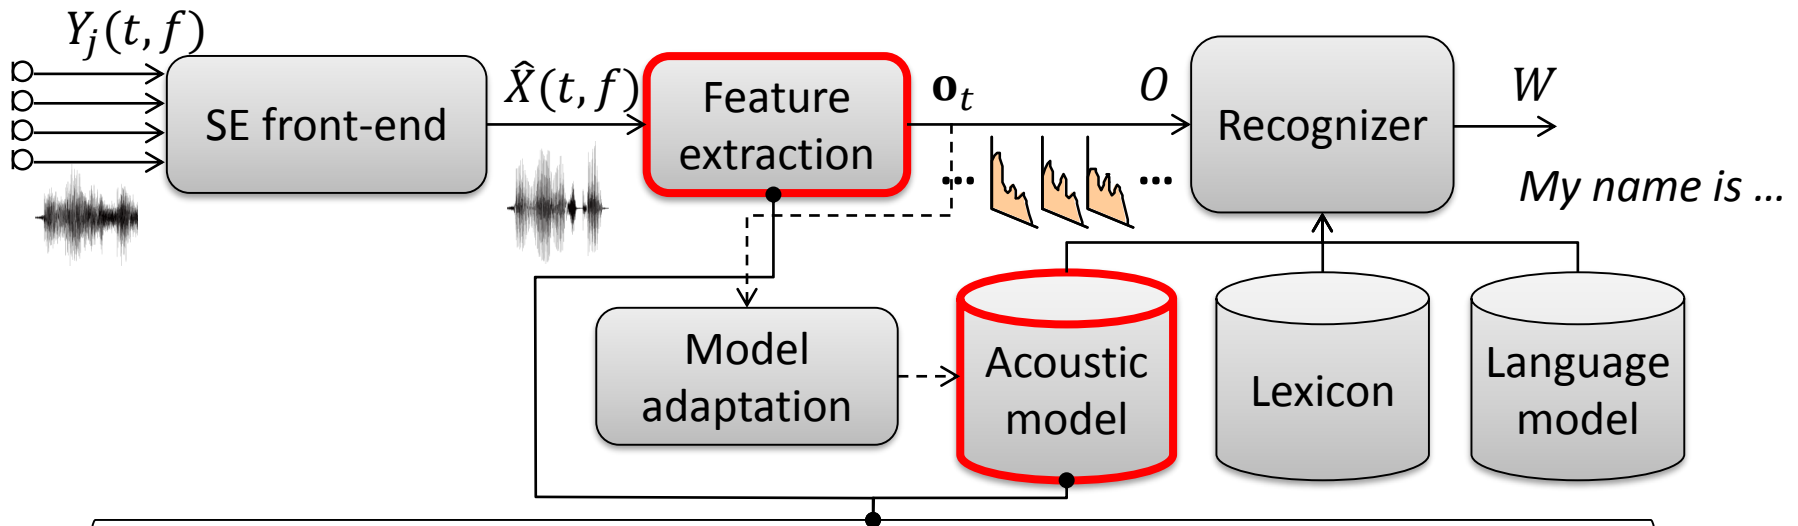 Yⱼ(t, f)
SE front-end
X̂(t, f)
Feature
extraction
𝐨ₜ
...
...
O
Recognizer
W
My name is ...
Model
adaptation
Acoustic
model
Lexicon
Language
model